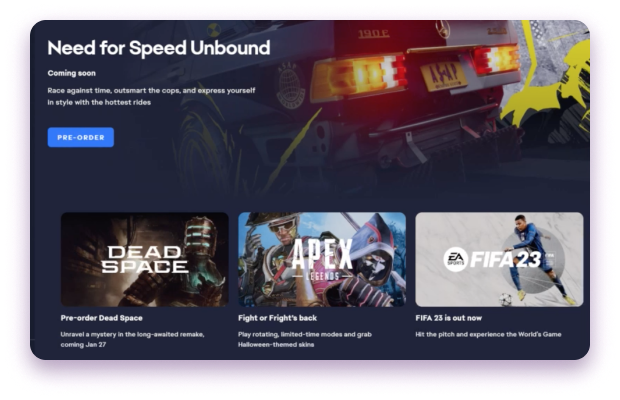 Need for Speed Unbound
190E
Coming soon
Race against time, outsmart the cops, and express yourself
in style with the hottest rides
PRE-ORDER
DEAD
SPACE
APEX
LEGENDS
EA
SPORTS
FIFA 23
Pre-order Dead Space
Fight or Fright's back
FIFA 23 is out now
Unravel a mystery in the long-awaited remake,
coming Jan 27
Play rotating, limited-time modes and grab
Halloween-themed skins
Hit the pitch and experience the World's Game